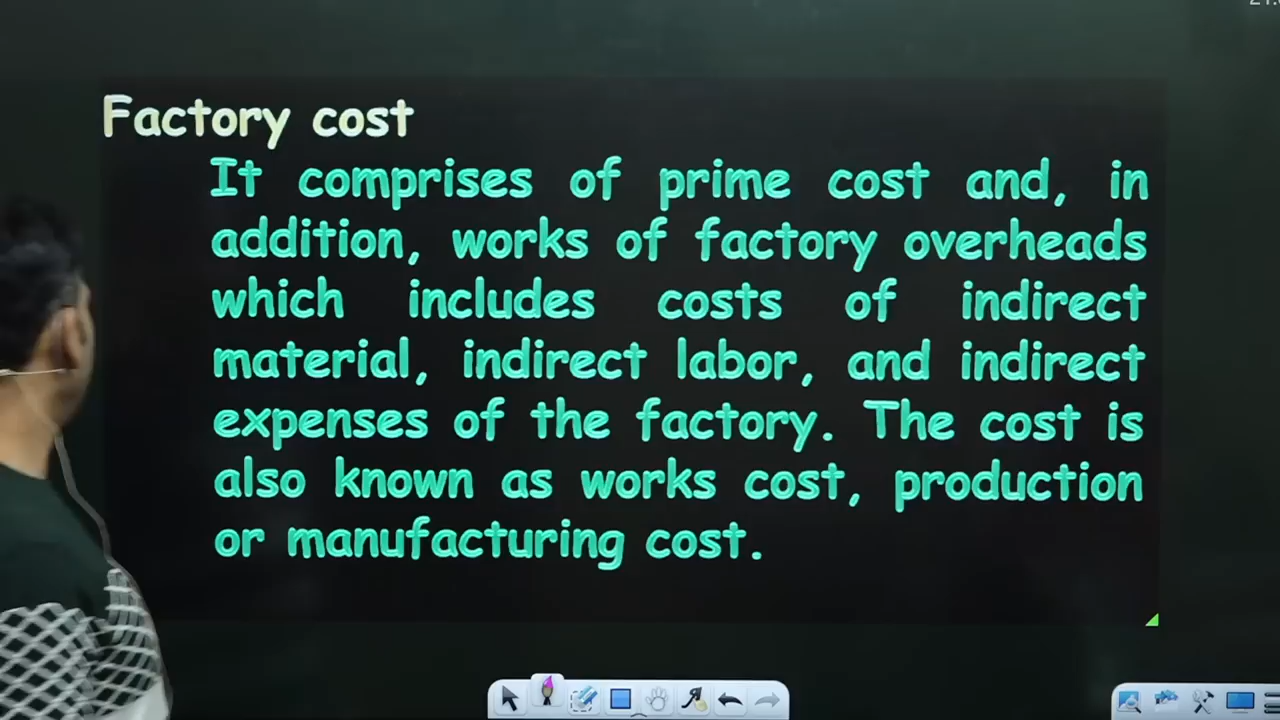 Factory cost
It comprises of prime cost and, in
addition, works of factory overheads
which includes costs of indirect
material, indirect labor, and indirect
expenses of the factory. The cost is
also known as works cost, production
or manufacturing cost.